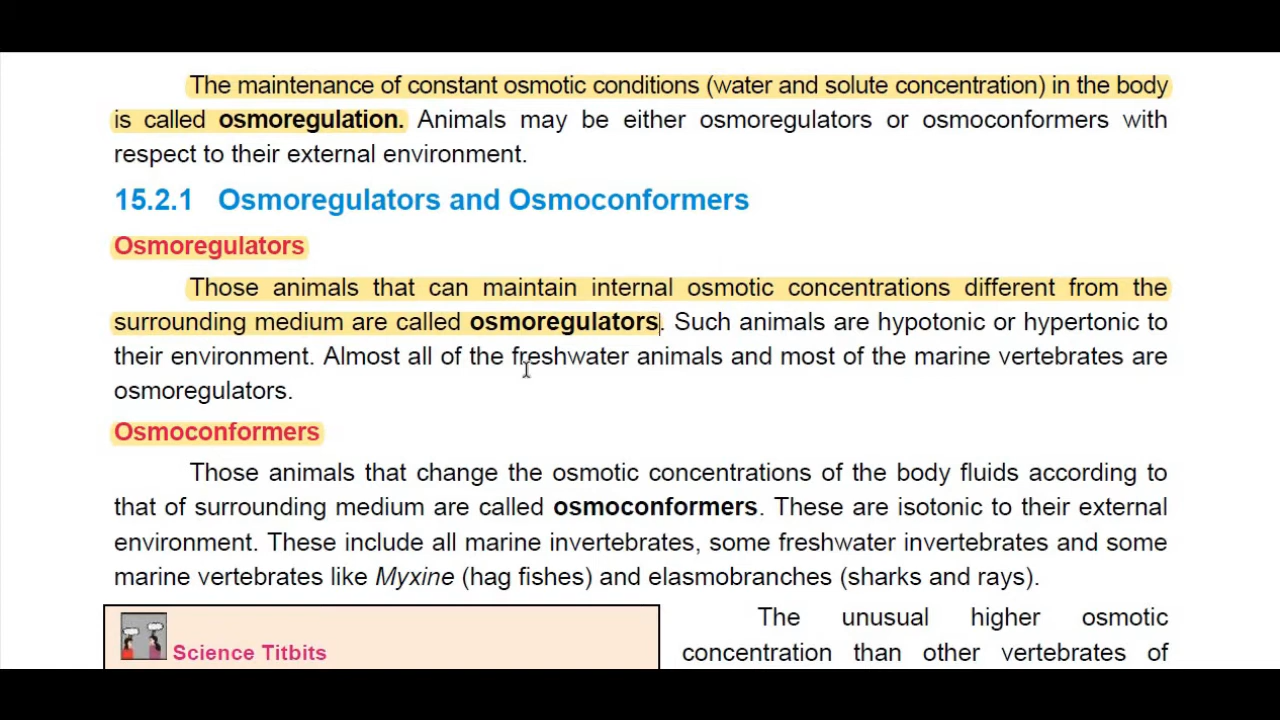 The maintenance of constant osmotic conditions (water and solute concentration) in the body
is called osmoregulation. Animals may be either osmoregulators or osmoconformers with
respect to their external environment.
15.2.1 Osmoregulators and Osmoconformers
Osmoregulators
Those animals that can maintain internal osmotic concentrations different from the
surrounding medium are called osmoregulators. Such animals are hypotonic or hypertonic to
their environment. Almost all of the freshwater animals and most of the marine vertebrates are
osmoregulators.
Osmoconformers
Those animals that change the osmotic concentrations of the body fluids according to
that of surrounding medium are called osmoconformers. These are isotonic to their external
environment. These include all marine invertebrates, some freshwater invertebrates and some
marine vertebrates like Myxine (hag fishes) and elasmobranches (sharks and rays).
Science Titbits
The unusual higher osmotic
concentration than other vertebrates of